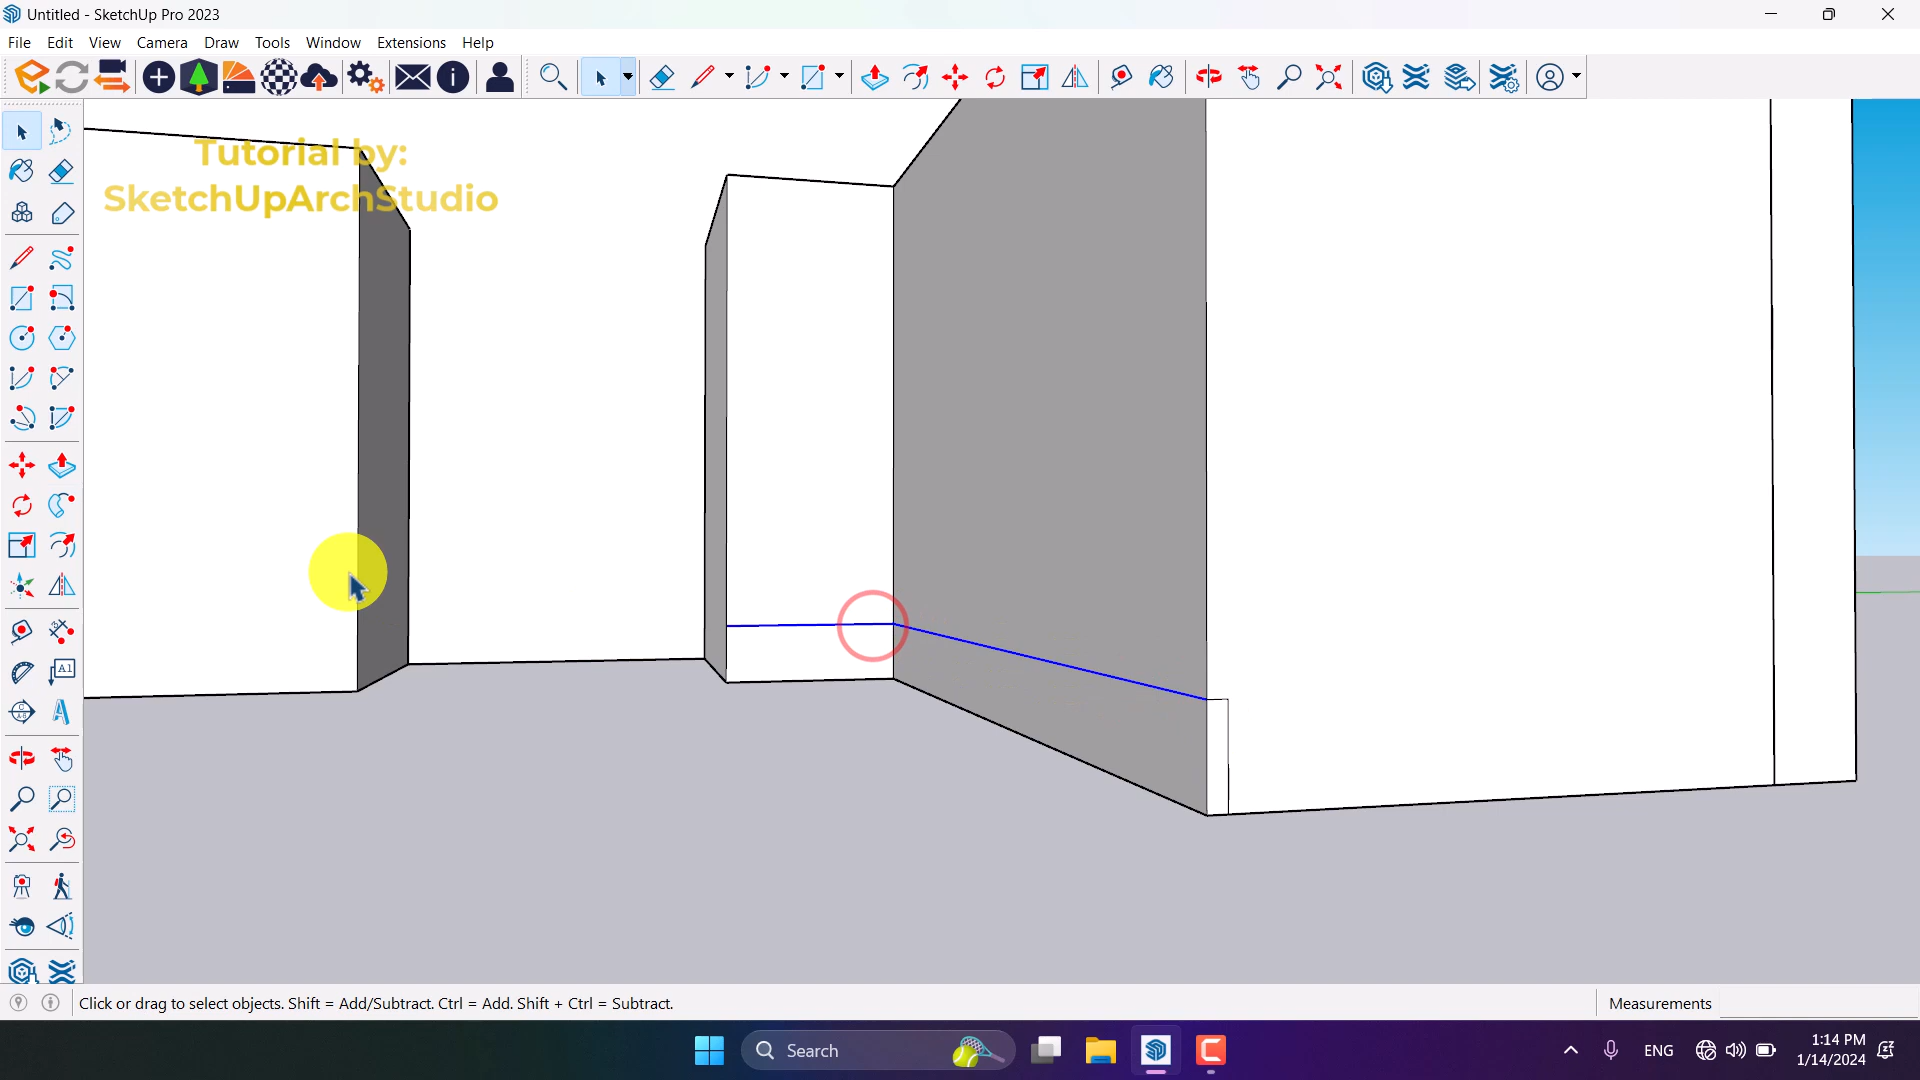 Untitled - SketchUp Pro 2023
File Edit View Camera Draw Tools Window Extensions Help
Tutorial by:
SketchUpArchStudio
Click or drag to select objects. Shift = Add/Subtract. Ctrl = Add. Shift + Ctrl = Subtract.
Measurements
Search
ENG
1:14 PM
1/14/2024